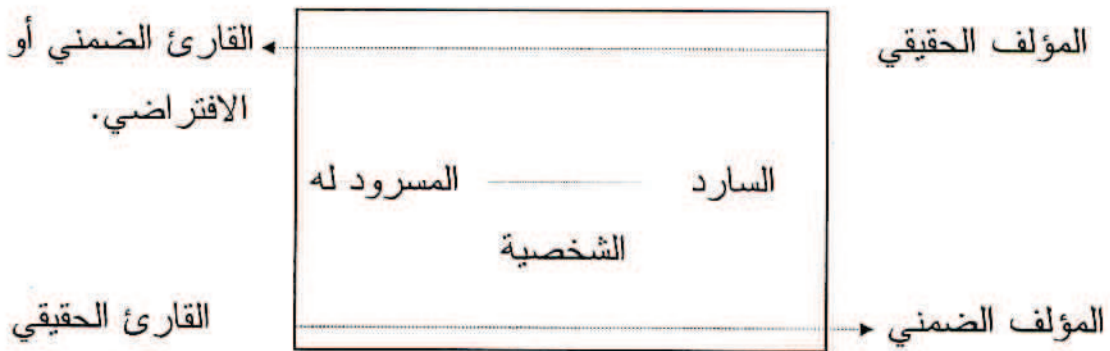 المؤلف الحقيقي
القارئ الضمني أو
الافتراضي.
السارد
المسرود له
الشخصية
المؤلف الضمني
القارئ الحقيقي